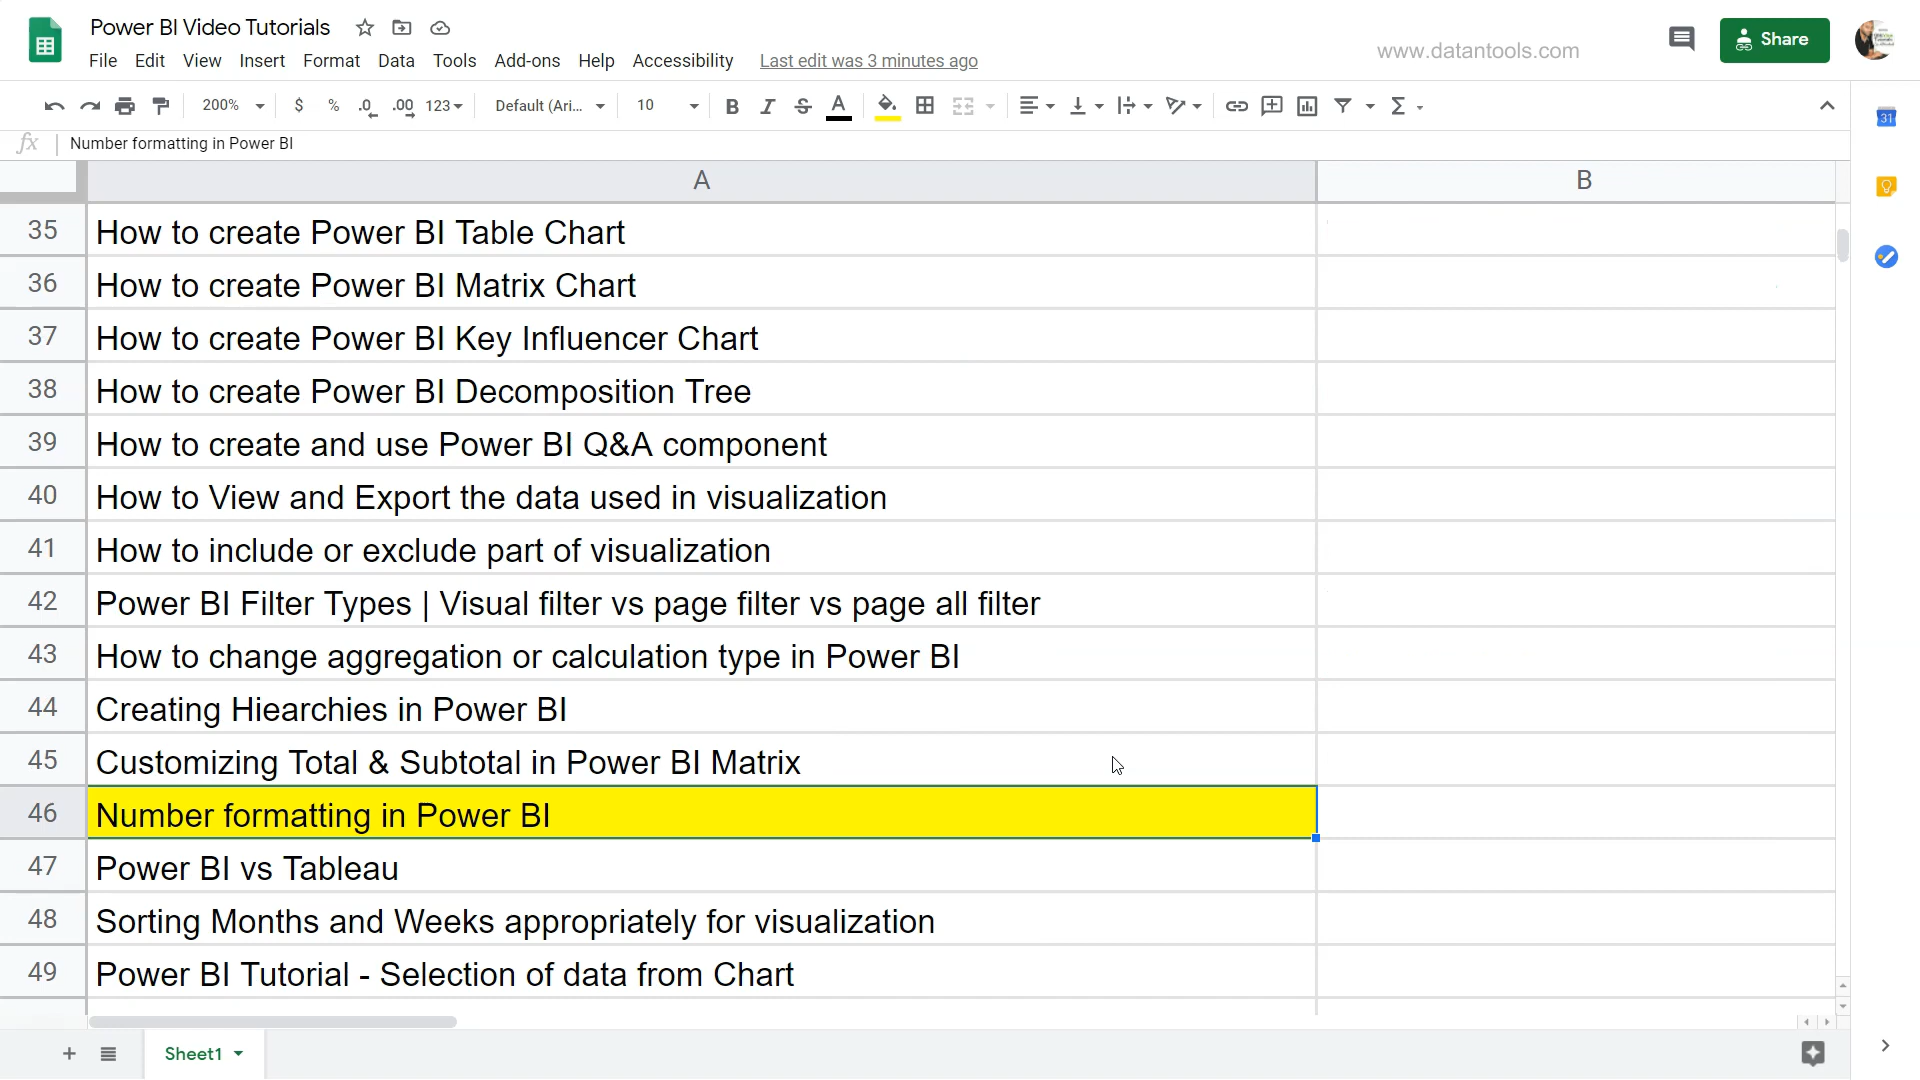 Power BI Video Tutorials
File Edit View Insert Format Data Tools Add-ons Help Accessibility Last edit was 3 minutes ago
www.datantools.com
Share
200% $ % .0 .00 123 Default (Ari... 10 B I S A Σ
fx Number formatting in Power BI
31
A B
35 How to create Power BI Table Chart
36 How to create Power BI Matrix Chart
37 How to create Power BI Key Influencer Chart
38 How to create Power BI Decomposition Tree
39 How to create and use Power BI Q&A component
40 How to View and Export the data used in visualization
41 How to include or exclude part of visualization
42 Power BI Filter Types | Visual filter vs page filter vs page all filter
43 How to change aggregation or calculation type in Power BI
44 Creating Hiearchies in Power BI
45 Customizing Total & Subtotal in Power BI Matrix
46 Number formatting in Power BI
47 Power BI vs Tableau
48 Sorting Months and Weeks appropriately for visualization
49 Power BI Tutorial - Selection of data from Chart
Sheet1